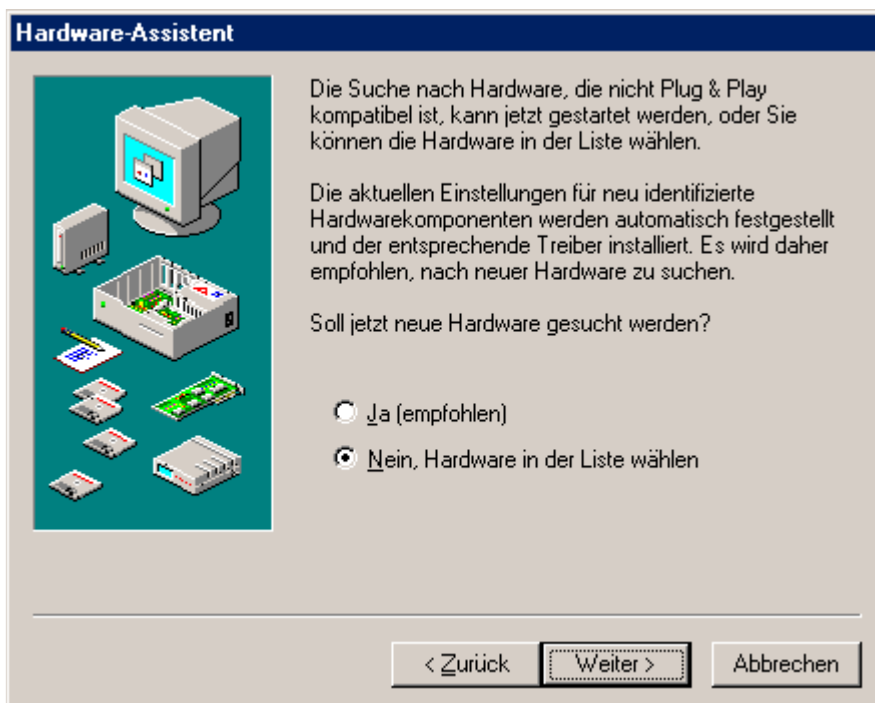 Hardware-Assistent
Die Suche nach Hardware, die nicht Plug & Play
kompatibel ist, kann jetzt gestartet werden, oder Sie
können die Hardware in der Liste wählen.
Die aktuellen Einstellungen für neu identifizierte
Hardwarekomponenten werden automatisch festgestellt
und der entsprechende Treiber installiert. Es wird daher
empfohlen, nach neuer Hardware zu suchen.
Soll jetzt neue Hardware gesucht werden?
Ja (empfohlen)
Nein, Hardware in der Liste wählen
< Zurück
Weiter >
Abbrechen